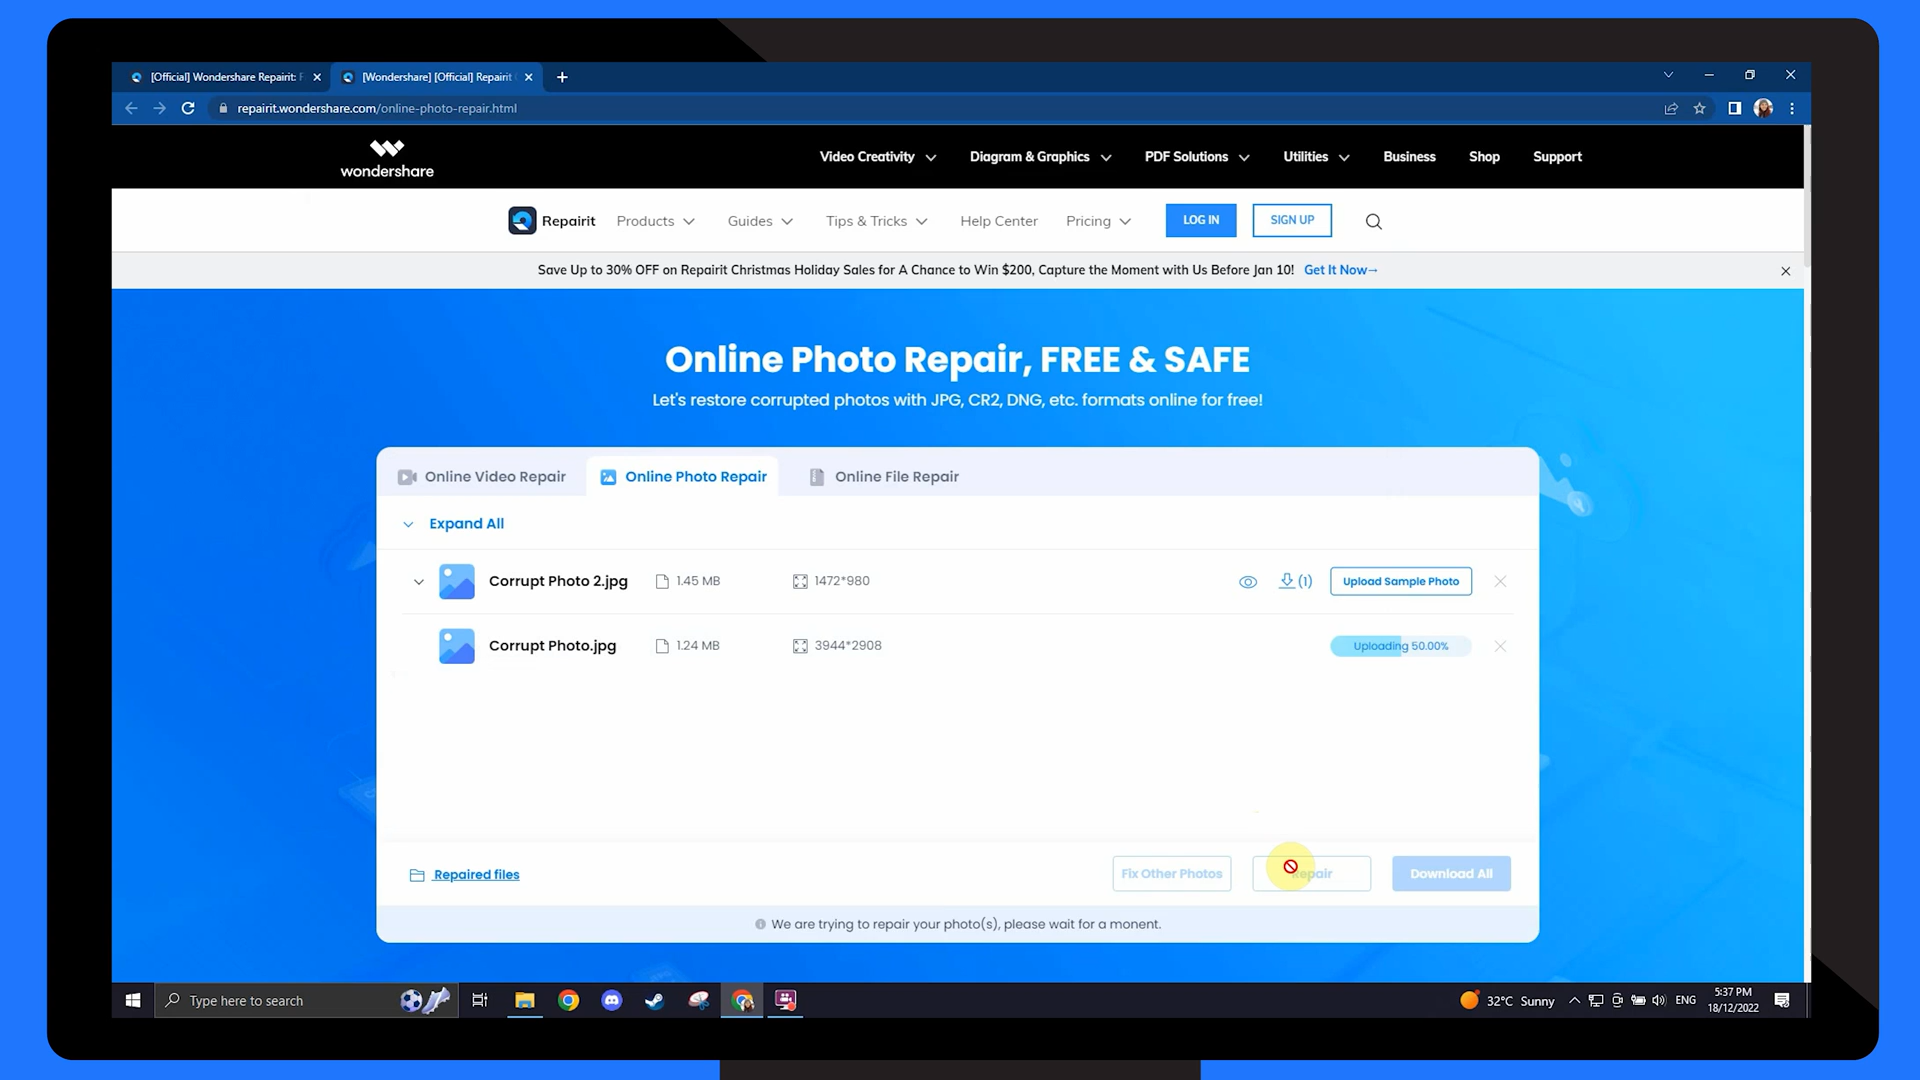 [Official] Wondershare Repairit:
[Wondershare] [Official] Repairit
repairit.wondershare.com/online-photo-repair.html
wondershare
Video Creativity
Diagram & Graphics
PDF Solutions
Utilities
Business
Shop
Support
Repairit
Products
Guides
Tips & Tricks
Help Center
Pricing
LOG IN
SIGN UP
Save Up to 30% OFF on Repairit Christmas Holiday Sales for A Chance to Win $200, Capture the Moment with Us Before Jan 10! Get It Now→
Online Photo Repair, FREE & SAFE
Let's restore corrupted photos with JPG, CR2, DNG, etc. formats online for free!
Online Video Repair
Online Photo Repair
Online File Repair
Expand All
Corrupt Photo 2.jpg
1.45 MB
1472*980
(1)
Upload Sample Photo
Corrupt Photo.jpg
1.24 MB
3944*2908
Uploading 50.00%
Repaired files
Fix Other Photos
Repair
Download All
We are trying to repair your photo(s), please wait for a monent.
Type here to search
32°C Sunny
ENG
5:37 PM
18/12/2022